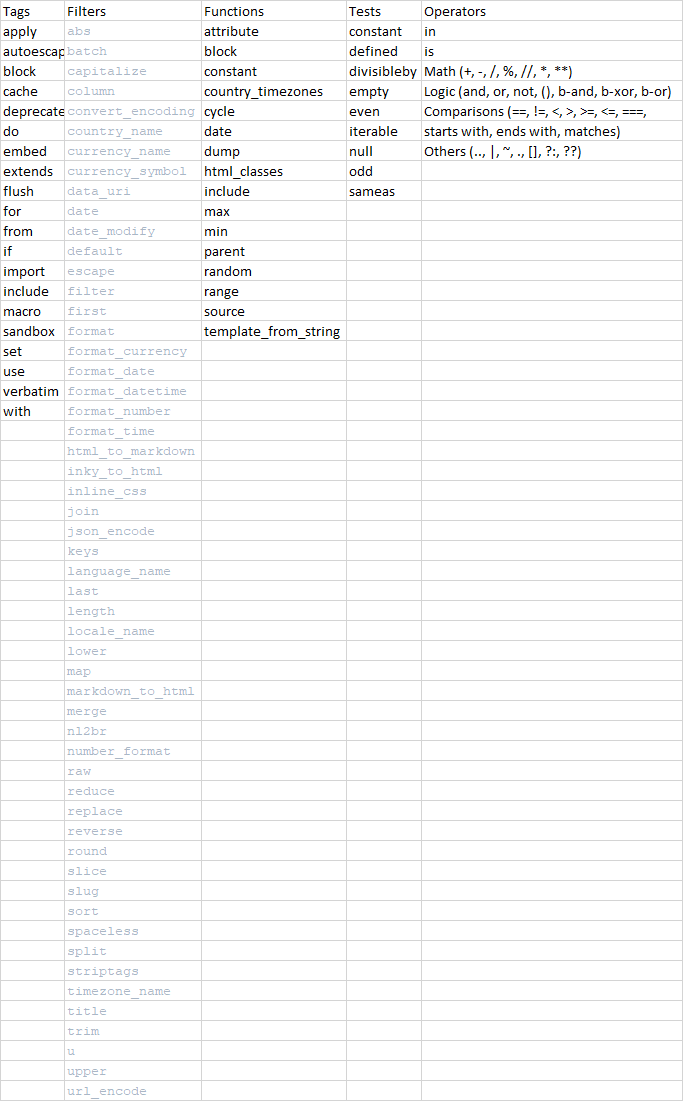 Tags Filters Functions Tests Operators
apply abs attribute constant in
autoescap batch block defined is
block capitalize constant divisibleby Math (+, -, /, %, //, *, **)
cache column country_timezones empty Logic (and, or, not, (), b-and, b-xor, b-or)
deprecate convert_encoding cycle even Comparisons (==, !=, <, >, >=, <=, ===,
do country_name date iterable starts with, ends with, matches)
embed currency_name dump null Others (.., |, ~, ., [], ?:, ??)
extends currency_symbol html_classes odd
flush data_uri include sameas
for date max
from date_modify min
if default parent
import escape random
include filter range
macro first source
sandbox format template_from_string
set format_currency
use format_date
verbatim format_datetime
with format_number
format_time
html_to_markdown
inky_to_html
inline_css
join
json_encode
keys
language_name
last
length
locale_name
lower
map
markdown_to_html
merge
nl2br
number_format
raw
reduce
replace
reverse
round
slice
slug
sort
spaceless
split
striptags
timezone_name
title
trim
u
upper
url_encode